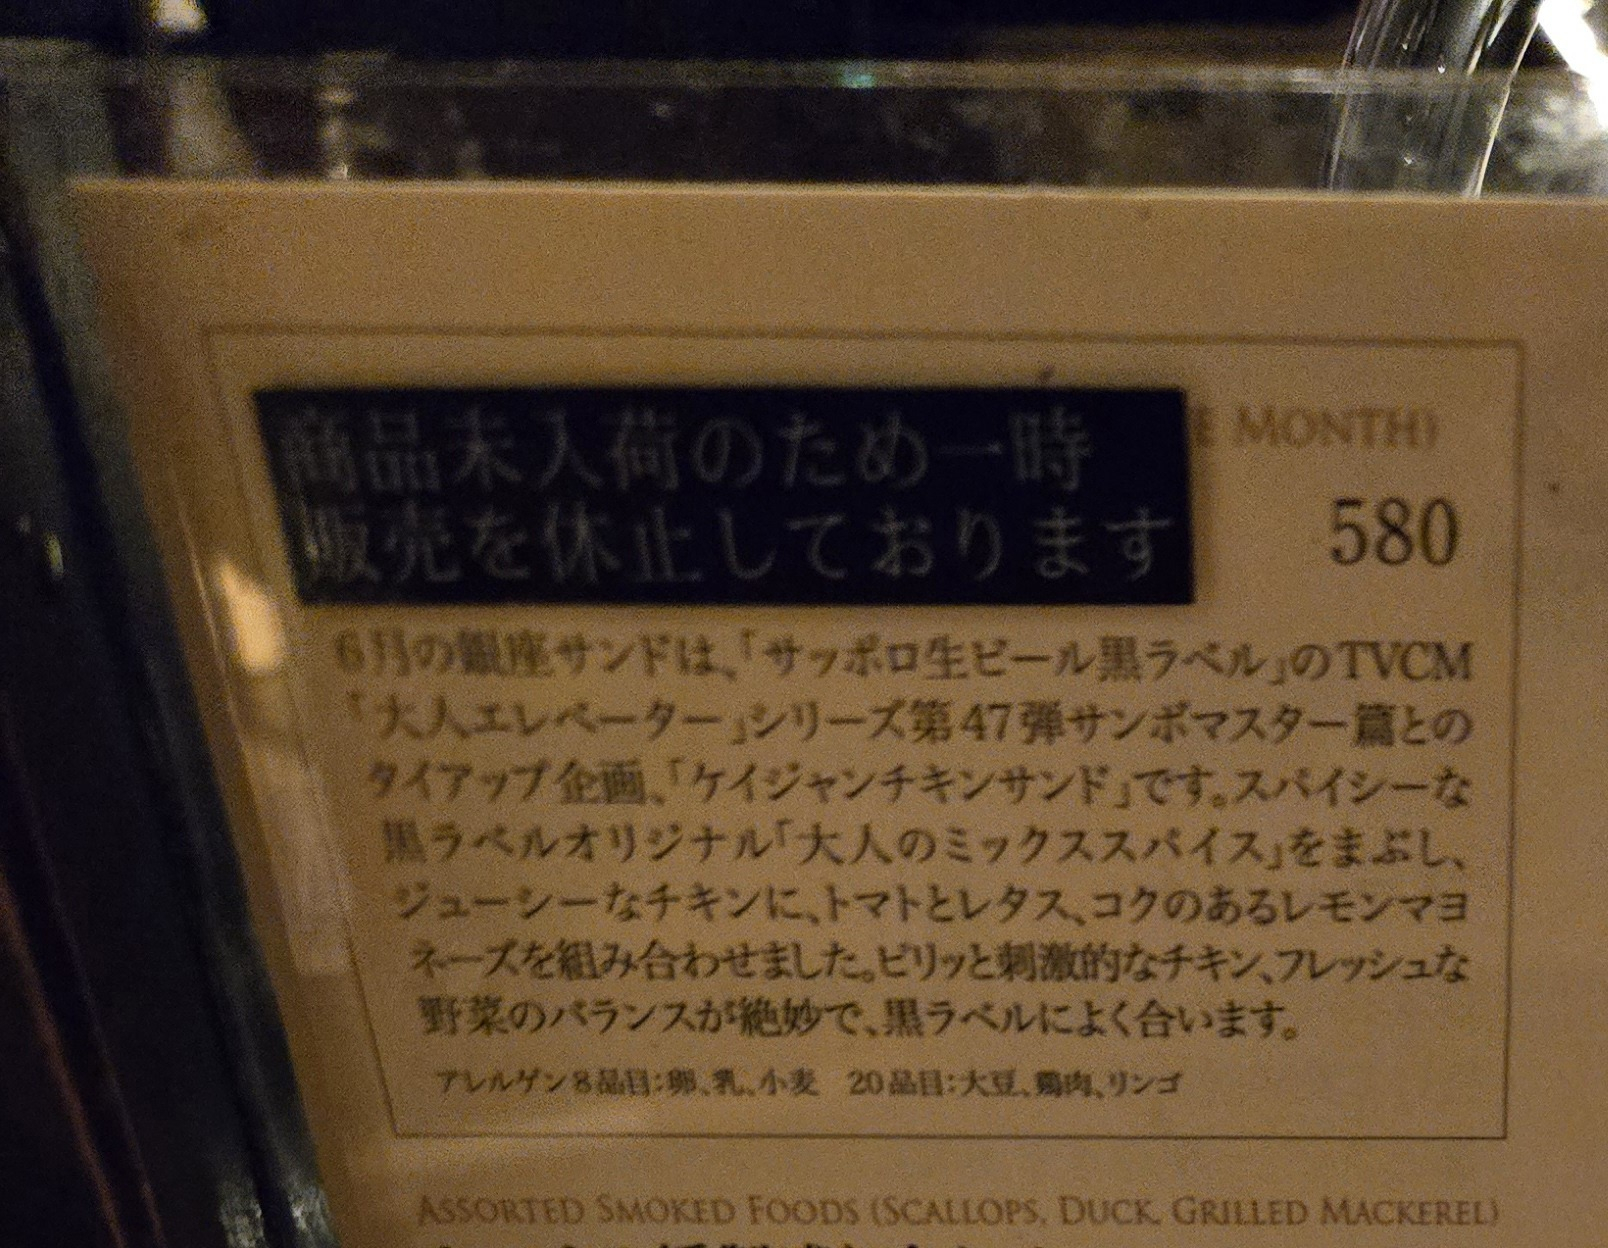 商品未入荷のため一時
販売を休止しております
E MONTH)
580
6月の銀座サンドは、「サッポロ生ビール黒ラベル」のTVCM
「大人エレベーター」シリーズ第47弾サンボマスター篇との
タイアップ企画、「ケイジャンチキンサンド」です。スパイシーな
黒ラベルオリジナル「大人のミックススパイス」をまぶし、
ジューシーなチキンに、トマトとレタス、コクのあるレモンマヨ
ネーズを組み合わせました。ピリッと刺激的なチキン、フレッシュな
野菜のバランスが絶妙で、黒ラベルによく合います。
アレルゲン8品目:卵、乳、小麦 20品目:大豆、鶏肉、リンゴ
ASSORTED SMOKED FOODS (SCALLOPS, DUCK, GRILLED MACKEREL)